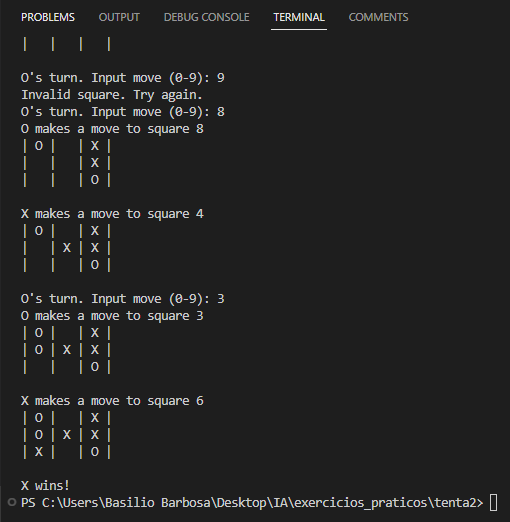 PROBLEMS OUTPUT DEBUG CONSOLE TERMINAL COMMENTS
|   |   |   |
O's turn. Input move (0-9): 9
Invalid square. Try again.
O's turn. Input move (0-9): 8
O makes a move to square 8
| O |   | X |
|   |   | X |
|   |   | O |
X makes a move to square 4
| O |   | X |
|   | X | X |
|   |   | O |
O's turn. Input move (0-9): 3
O makes a move to square 3
| O |   | X |
| O | X | X |
|   |   | O |
X makes a move to square 6
| O |   | X |
| O | X | X |
| X |   | O |
X wins!
PS C:\Users\Basilio Barbosa\Desktop\IA\exercicios_praticos\tenta2>